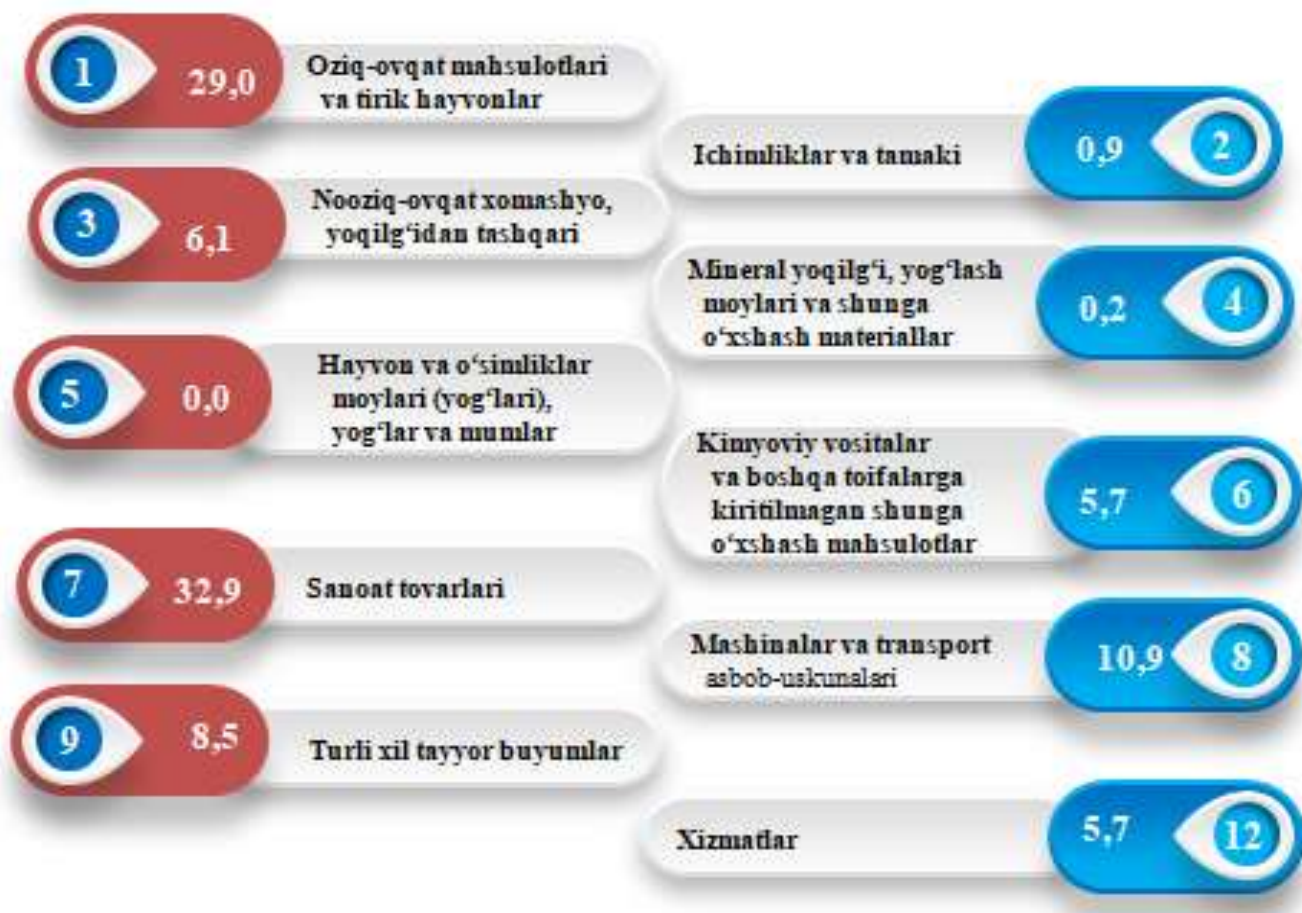 1
29,0
Oziq-ovqat mahsulotlari
va tirik hayvonlar
Ichimliklar va tamaki
0,9
2
3
6,1
Nooziq-ovqat xomashyo,
yoqilg‘idan tashqari
Mineral yoqilg‘i, yog‘lash
moylari va shunga
o‘xshash materiallar
0,2
4
5
0,0
Hayvon va o‘simliklar
moylari (yog‘lari),
yog‘lar va mumlar
Kimyoviy vositalar
va boshqa toifalarga
kiritilmagan shunga
o‘xshash mahsulotlar
5,7
6
7
32,9
Sanoat tovarlari
Mashinalar va transport
asbob-uskunalari
10,9
8
9
8,5
Turli xil tayyor buyumlar
Xizmatlar
5,7
12